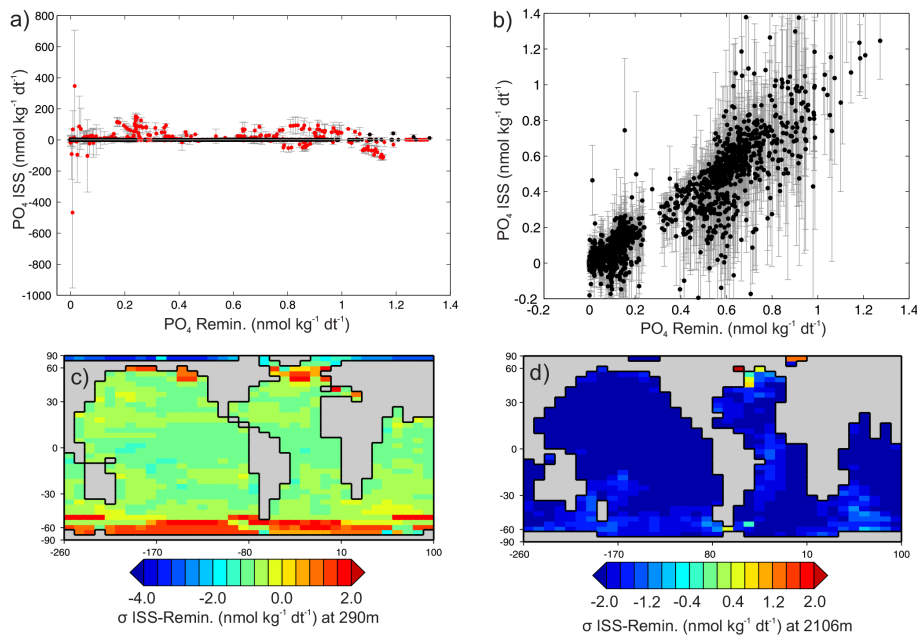 a)
800
600
400
200
0
-200
-400
-600
-800
-1000
PO4 ISS (nmol kg-1 dt-1)
0 0.2 0.4 0.6 0.8 1 1.2 1.4
PO4 Remin. (nmol kg-1 dt-1)
b)
1.4
1.2
1
0.8
0.6
0.4
0.2
0
-0.2
PO4 ISS (nmol kg-1 dt-1)
-0.2 0 0.2 0.4 0.6 0.8 1 1.2 1.4
PO4 Remin. (nmol kg-1 dt-1)
c)
90
60
30
0
-30
-60
-90
-260 -170 -80 10 100
-4.0 -2.0 0.0 2.0
σ ISS-Remin. (nmol kg-1 dt-1) at 290m
d)
90
60
30
0
-30
-60
-90
-260 -170 80 10 100
-2.0 -1.2 -0.4 0.4 1.2 2.0
σ ISS-Remin. (nmol kg-1 dt-1) at 2106m